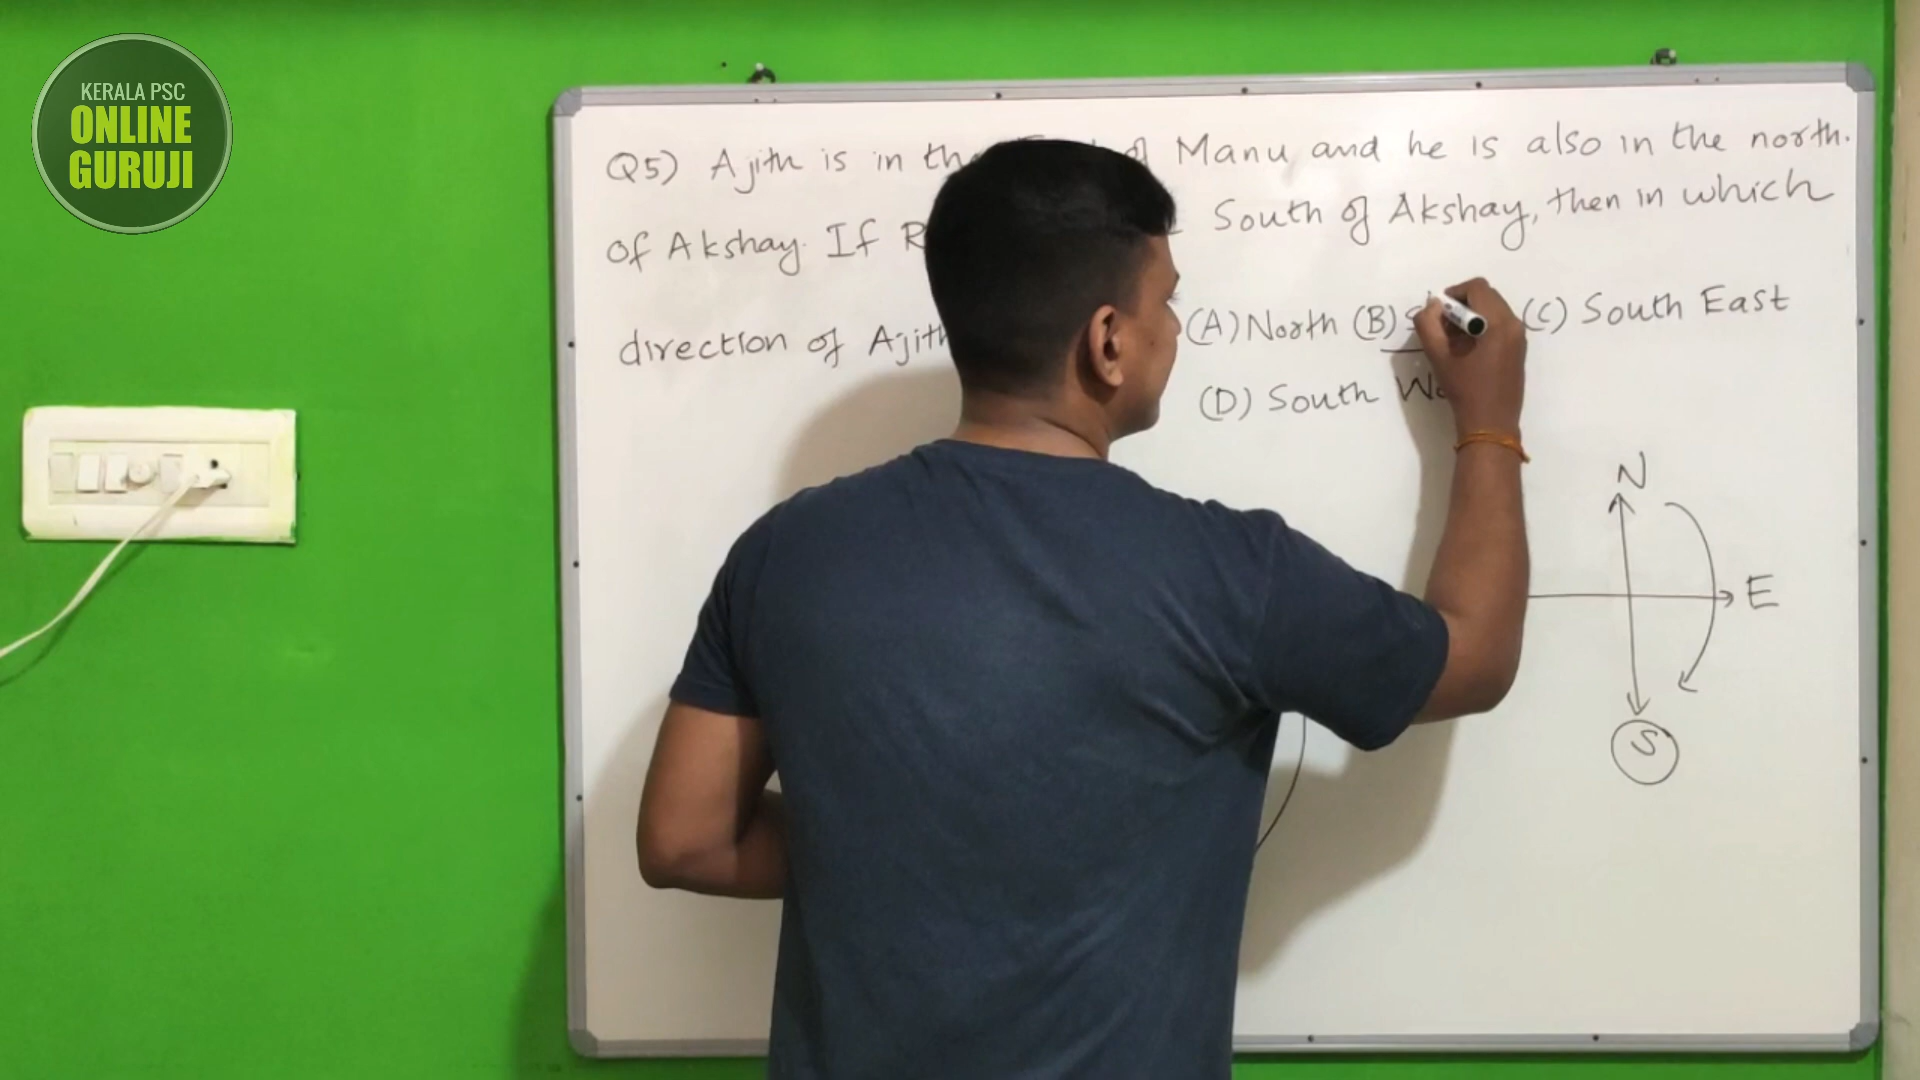 KERALA PSC
ONLINE
GURUJI
Q5) Ajith is in the of Manu and he is also in the north
of Akshay. If South of Akshay, then in which
direction of Ajith (A) North (B) (C) South East
(D) South
N
E
S